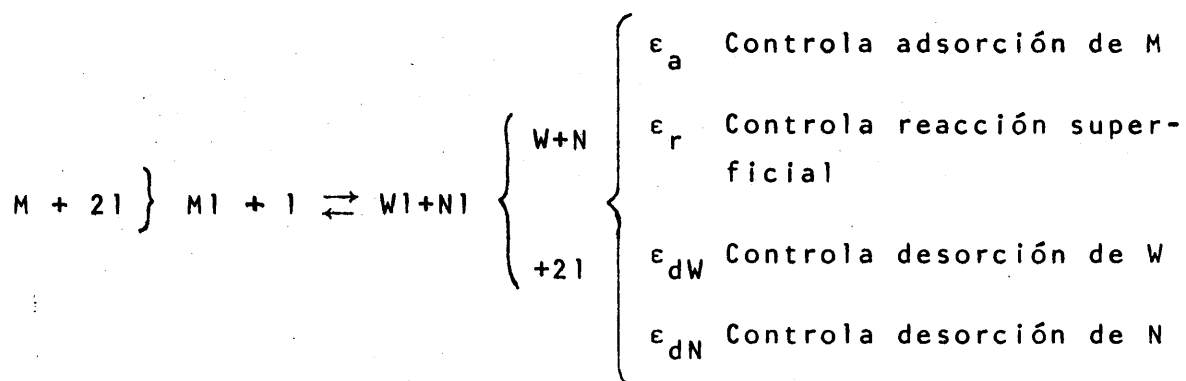 ε_a Controla adsorción de M
W+N
ε_r Controla reacción super-
ficial
M + 2l } Ml + l ⇄ Wl+Nl
+2l
ε_dW Controla desorción de W
ε_dN Controla desorción de N